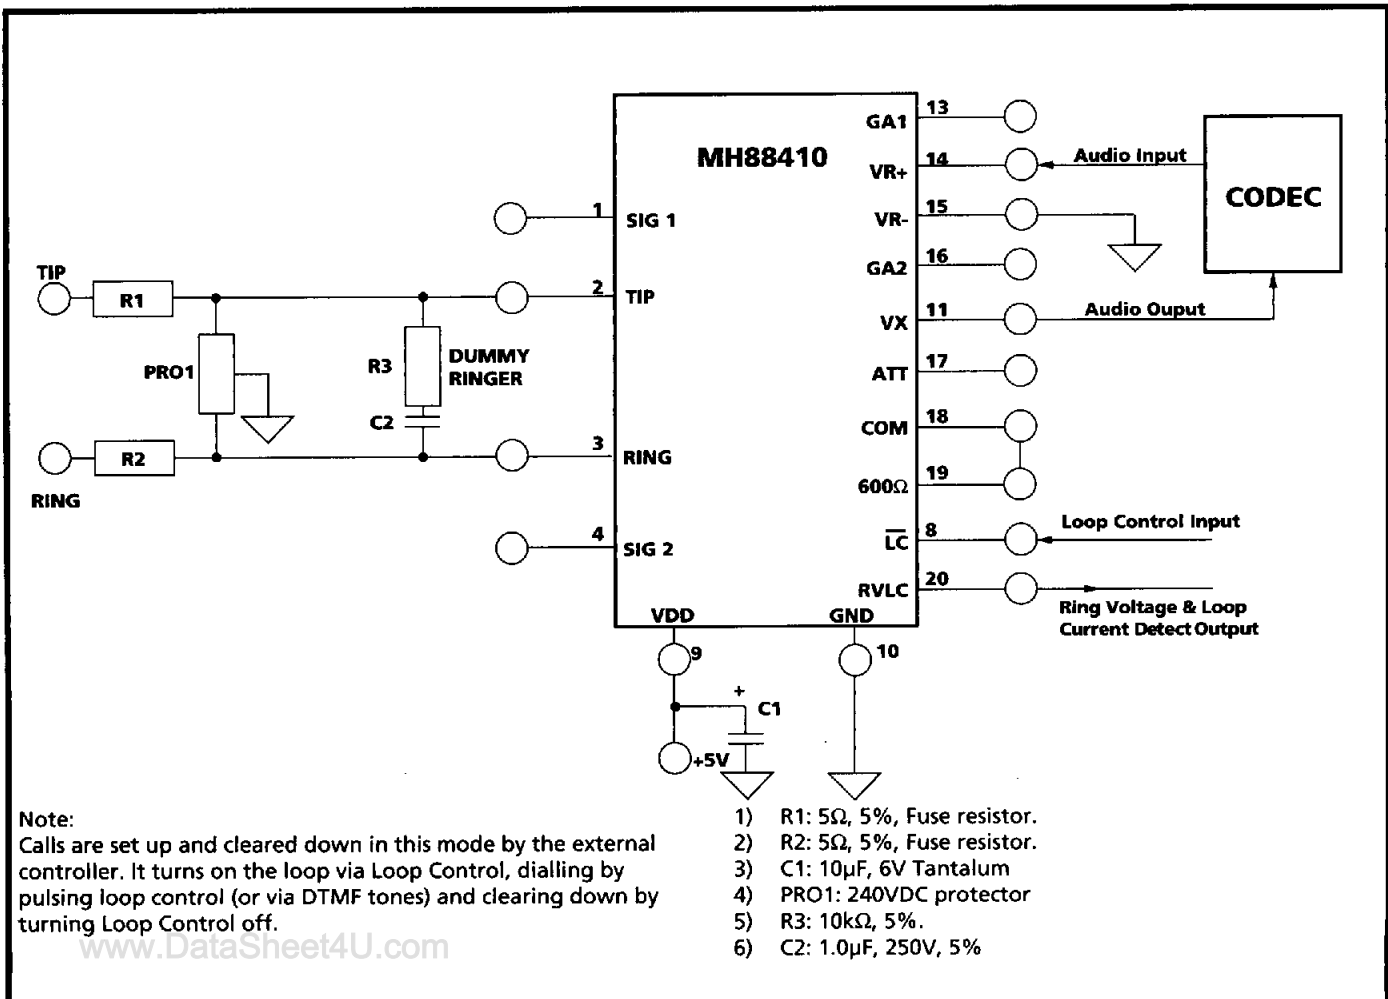 MH88410
1
SIG 1
TIP
2
TIP
R1
PRO1
R3
DUMMY
RINGER
C2
R2
RING
3
RING
4
SIG 2
GA1
13
VR+
14
Audio Input
CODEC
VR-
15
GA2
16
VX
11
Audio Ouput
ATT
17
COM
18
600Ω
19
L̅C̅
8
Loop Control Input
RVLC
20
Ring Voltage & Loop
Current Detect Output
VDD
9
GND
10
+
C1
+5V
Note:
Calls are set up and cleared down in this mode by the external
controller. It turns on the loop via Loop Control, dialling by
pulsing loop control (or via DTMF tones) and clearing down by
turning Loop Control off.
www.DataSheet4U.com
1) R1: 5Ω, 5%, Fuse resistor.
2) R2: 5Ω, 5%, Fuse resistor.
3) C1: 10µF, 6V Tantalum
4) PRO1: 240VDC protector
5) R3: 10kΩ, 5%.
6) C2: 1.0µF, 250V, 5%